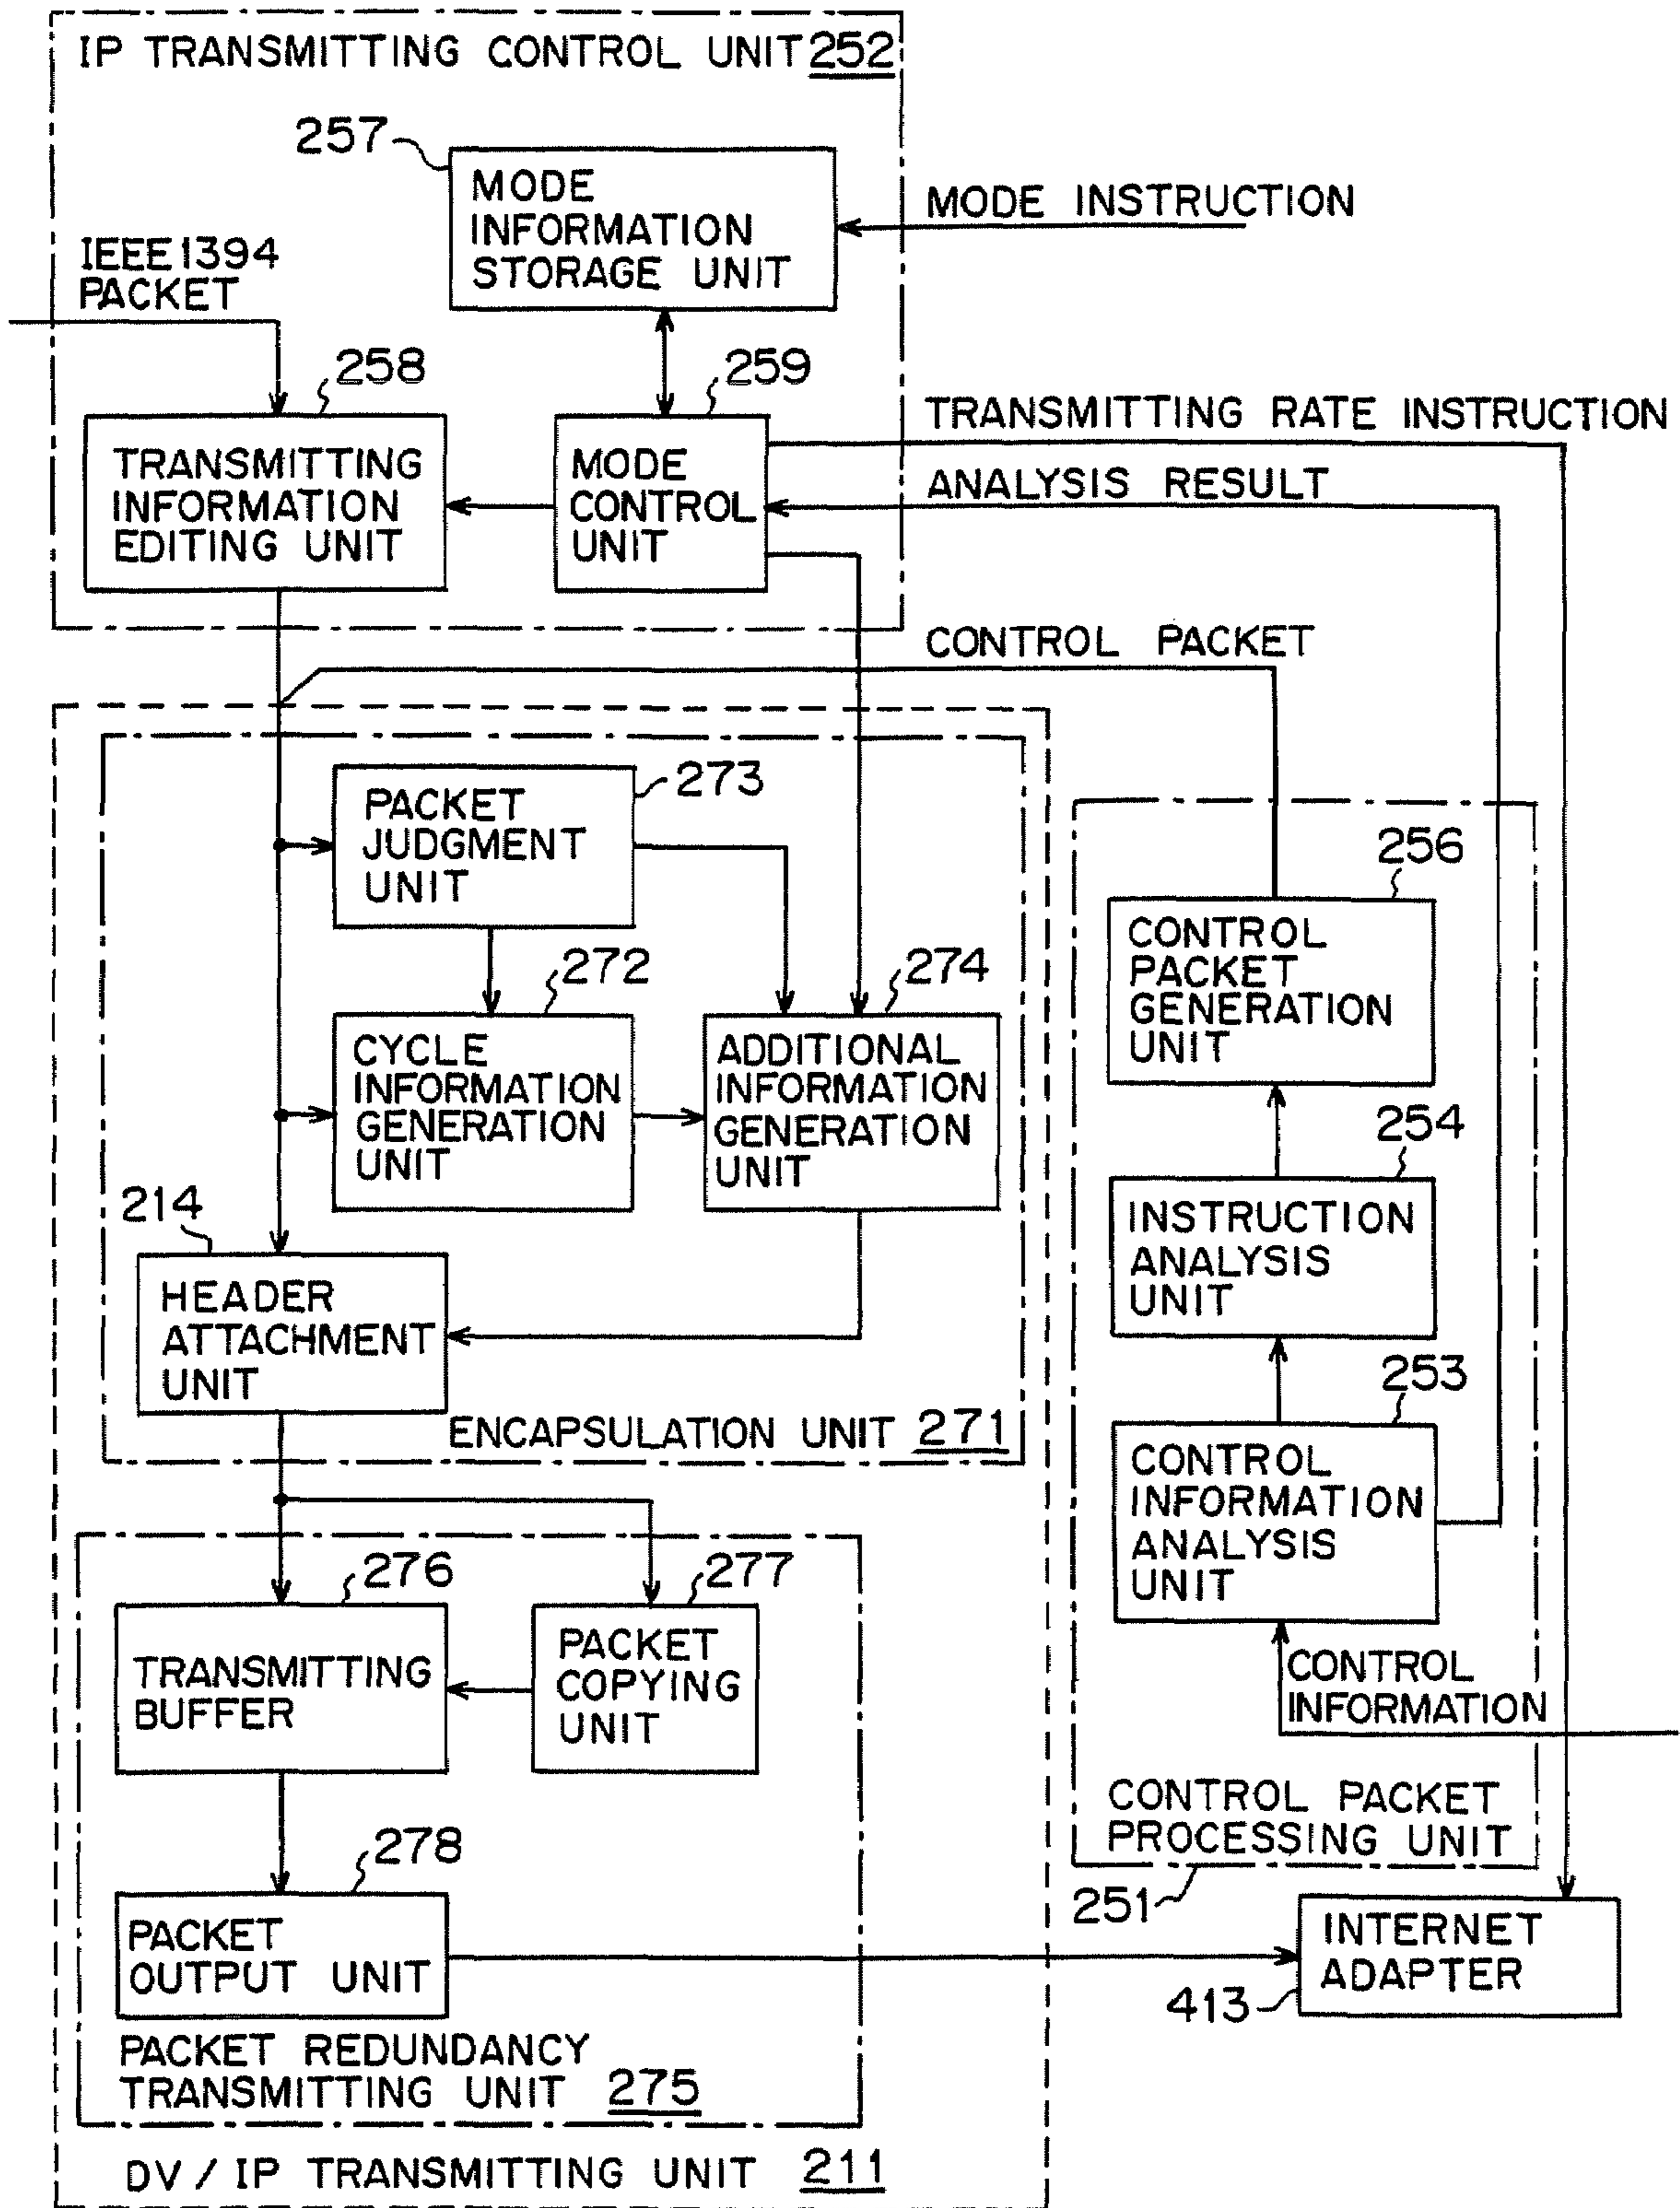 IP TRANSMITTING CONTROL UNIT 252
257
MODE
INFORMATION
STORAGE UNIT
MODE INSTRUCTION
IEEE1394
PACKET
258
259
TRANSMITTING
INFORMATION
EDITING UNIT
MODE
CONTROL
UNIT
TRANSMITTING RATE INSTRUCTION
ANALYSIS RESULT
CONTROL PACKET
273
PACKET
JUDGMENT
UNIT
256
CONTROL
PACKET
GENERATION
UNIT
272
274
CYCLE
INFORMATION
GENERATION
UNIT
ADDITIONAL
INFORMATION
GENERATION
UNIT
254
INSTRUCTION
ANALYSIS
UNIT
214
HEADER
ATTACHMENT
UNIT
253
CONTROL
INFORMATION
ANALYSIS
UNIT
ENCAPSULATION UNIT 271
276
277
TRANSMITTING
BUFFER
PACKET
COPYING
UNIT
CONTROL
INFORMATION
CONTROL PACKET
PROCESSING UNIT
251
278
PACKET
OUTPUT UNIT
INTERNET
ADAPTER
413
PACKET REDUNDANCY
TRANSMITTING UNIT 275
DV / IP TRANSMITTING UNIT 211